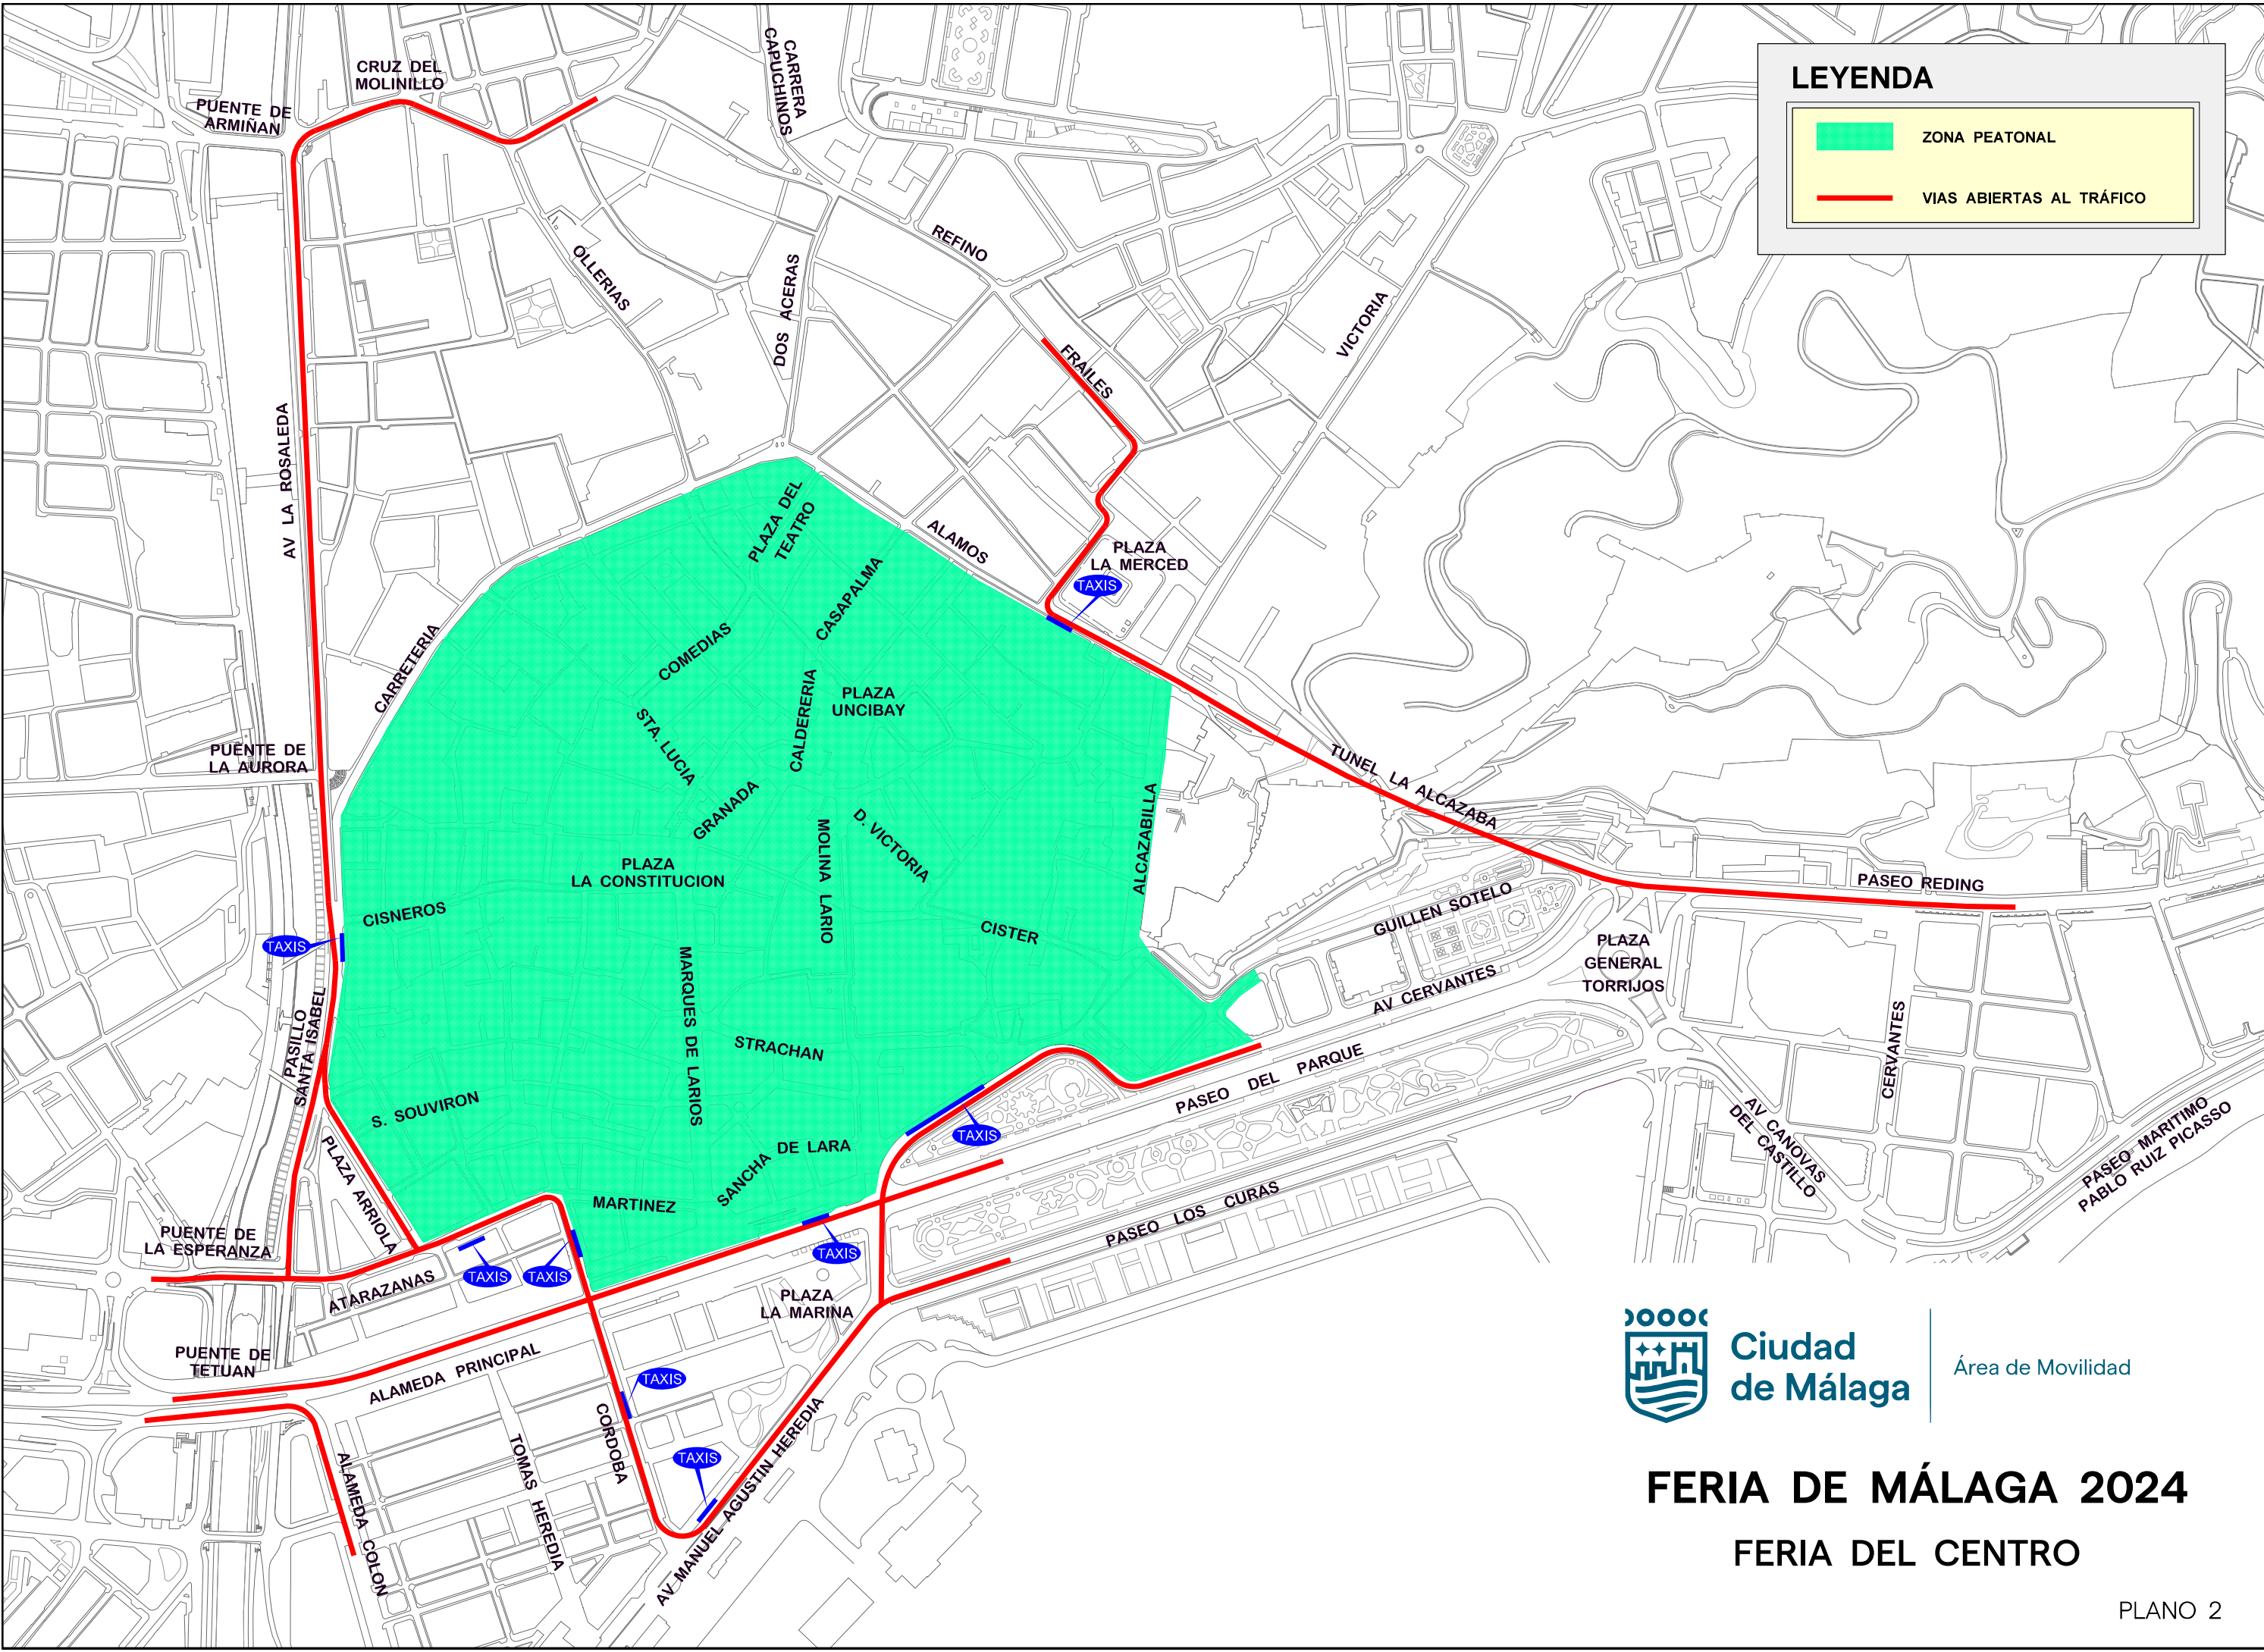 LEYENDA
ZONA PEATONAL
VIAS ABIERTAS AL TRÁFICO
CRUZ DEL
MOLINILLO
PUENTE DE
ARMIÑAN
CARRERA
CAPUCHINOS
REFINO
OLLERIAS
DOS ACERAS
VICTORIA
FRAILES
AV LA ROSALEDA
PLAZA DEL
TEATRO
ALAMOS
PLAZA
LA MERCED
TAXIS
CASAPALMA
COMEDIAS
CARRETERIA
CALDERERIA
PLAZA
UNCIBAY
STA. LUCIA
PUENTE DE
LA AURORA
GRANADA
TUNEL LA ALCAZABA
ALCAZABILLA
D. VICTORIA
MOLINA LARIO
PLAZA
LA CONSTITUCION
PASEO REDING
CISNEROS
GUILLEN SOTELO
CISTER
TAXIS
PLAZA
GENERAL
TORRIJOS
MARQUES DE LARIOS
AV CERVANTES
PASILLO
SANTA ISABEL
STRACHAN
CERVANTES
PASEO DEL PARQUE
S. SOUVIRON
TAXIS
AV CANOVAS
DEL CASTILLO
PASEO MARITIMO
PABLO RUIZ PICASSO
PLAZA ARRIOLA
SANCHA DE LARA
MARTINEZ
PASEO LOS CURAS
PUENTE DE
LA ESPERANZA
TAXIS
TAXIS
TAXIS
ATARAZANAS
PLAZA
LA MARINA
PUENTE DE
TETUAN
ALAMEDA PRINCIPAL
TAXIS
CORDOBA
TOMAS HEREDIA
TAXIS
AV MANUEL AGUSTIN HEREDIA
ALAMEDA COLON
Ciudad
de Málaga
Área de Movilidad
FERIA DE MÁLAGA 2024
FERIA DEL CENTRO
PLANO 2